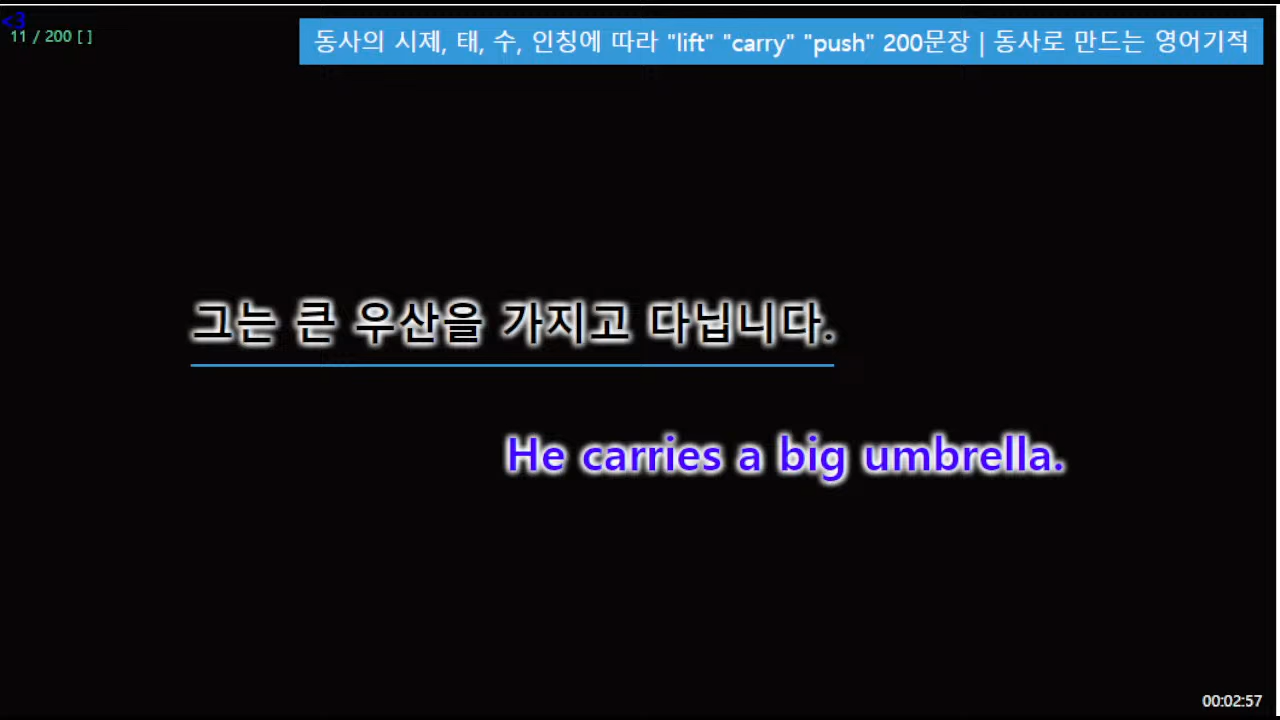 <3
11 / 200 [ ]
동사의 시제, 태, 수, 인칭에 따라 "lift" "carry" "push" 200문장 | 동사로 만드는 영어기적
그는 큰 우산을 가지고 다닙니다.
He carries a big umbrella.
00:02:57